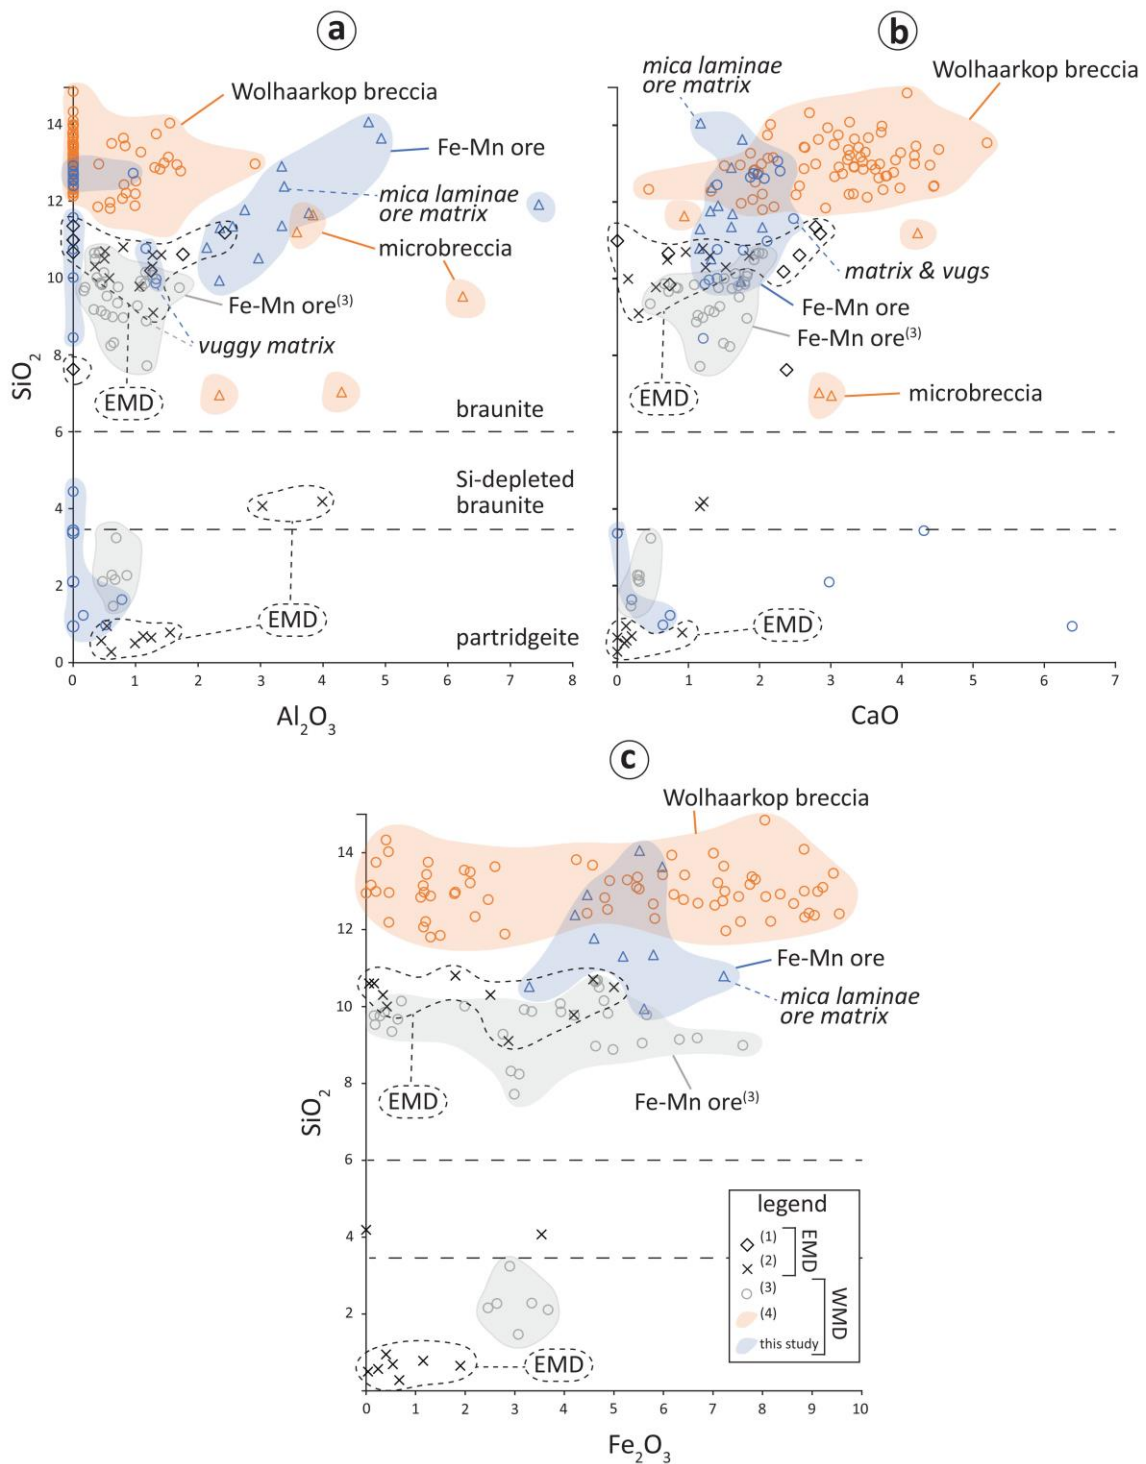 a
Wolhaarkop breccia
Fe-Mn ore
mica laminae
ore matrix
microbreccia
Fe-Mn ore(3)
vuggy matrix
EMD
braunite
Si-depleted
braunite
EMD
partridgeite
SiO2
0
2
4
6
8
10
12
14
0 1 2 3 4 5 6 7 8
Al2O3
b
mica laminae
ore matrix
Wolhaarkop breccia
matrix & vugs
Fe-Mn ore
Fe-Mn ore(3)
EMD
microbreccia
EMD
0 1 2 3 4 5 6 7
CaO
c
Wolhaarkop breccia
Fe-Mn ore
mica laminae
ore matrix
EMD
Fe-Mn ore(3)
EMD
SiO2
2
4
6
8
10
12
14
0 1 2 3 4 5 6 7 8 9 10
Fe2O3
legend
(1)
(2)
EMD
(3)
(4)
this study
WMD